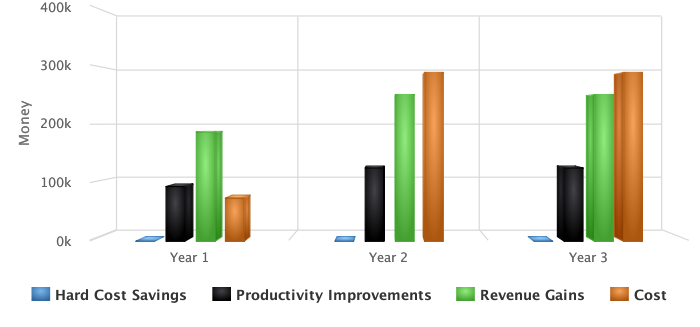 400k
300k
200k
100k
0k
Money
Year 1 Year 2 Year 3
Hard Cost Savings Productivity Improvements Revenue Gains Cost